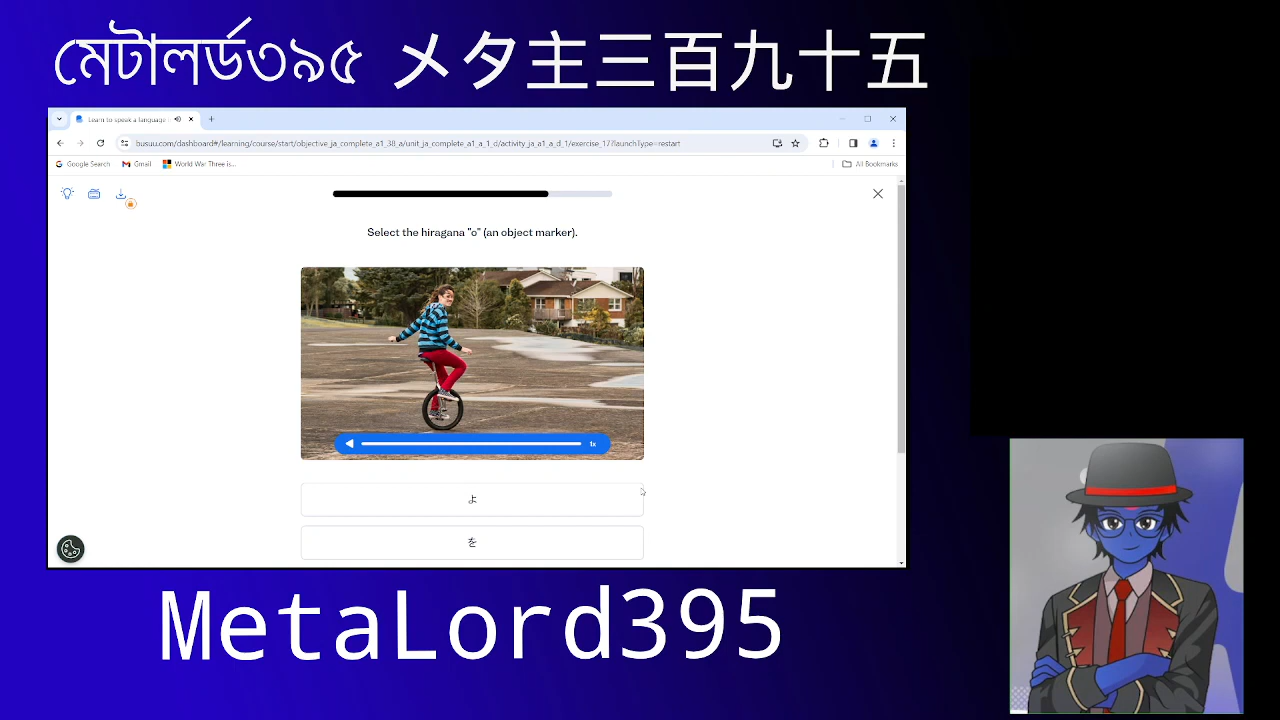 মেটালর্ড৩৯৫ メタ主三百九十五
Learn to speak a language
busuu.com/dashboard#/learning/course/start/objective_ja_complete_a1_38_a/unit_ja_complete_a1_a_1_d/activity_ja_a1_a_d_1/exercise_17?launchType=restart
Google Search Gmail World War Three is... All Bookmarks
Select the hiragana "o" (an object marker).
1x
よ
を
MetaLord395